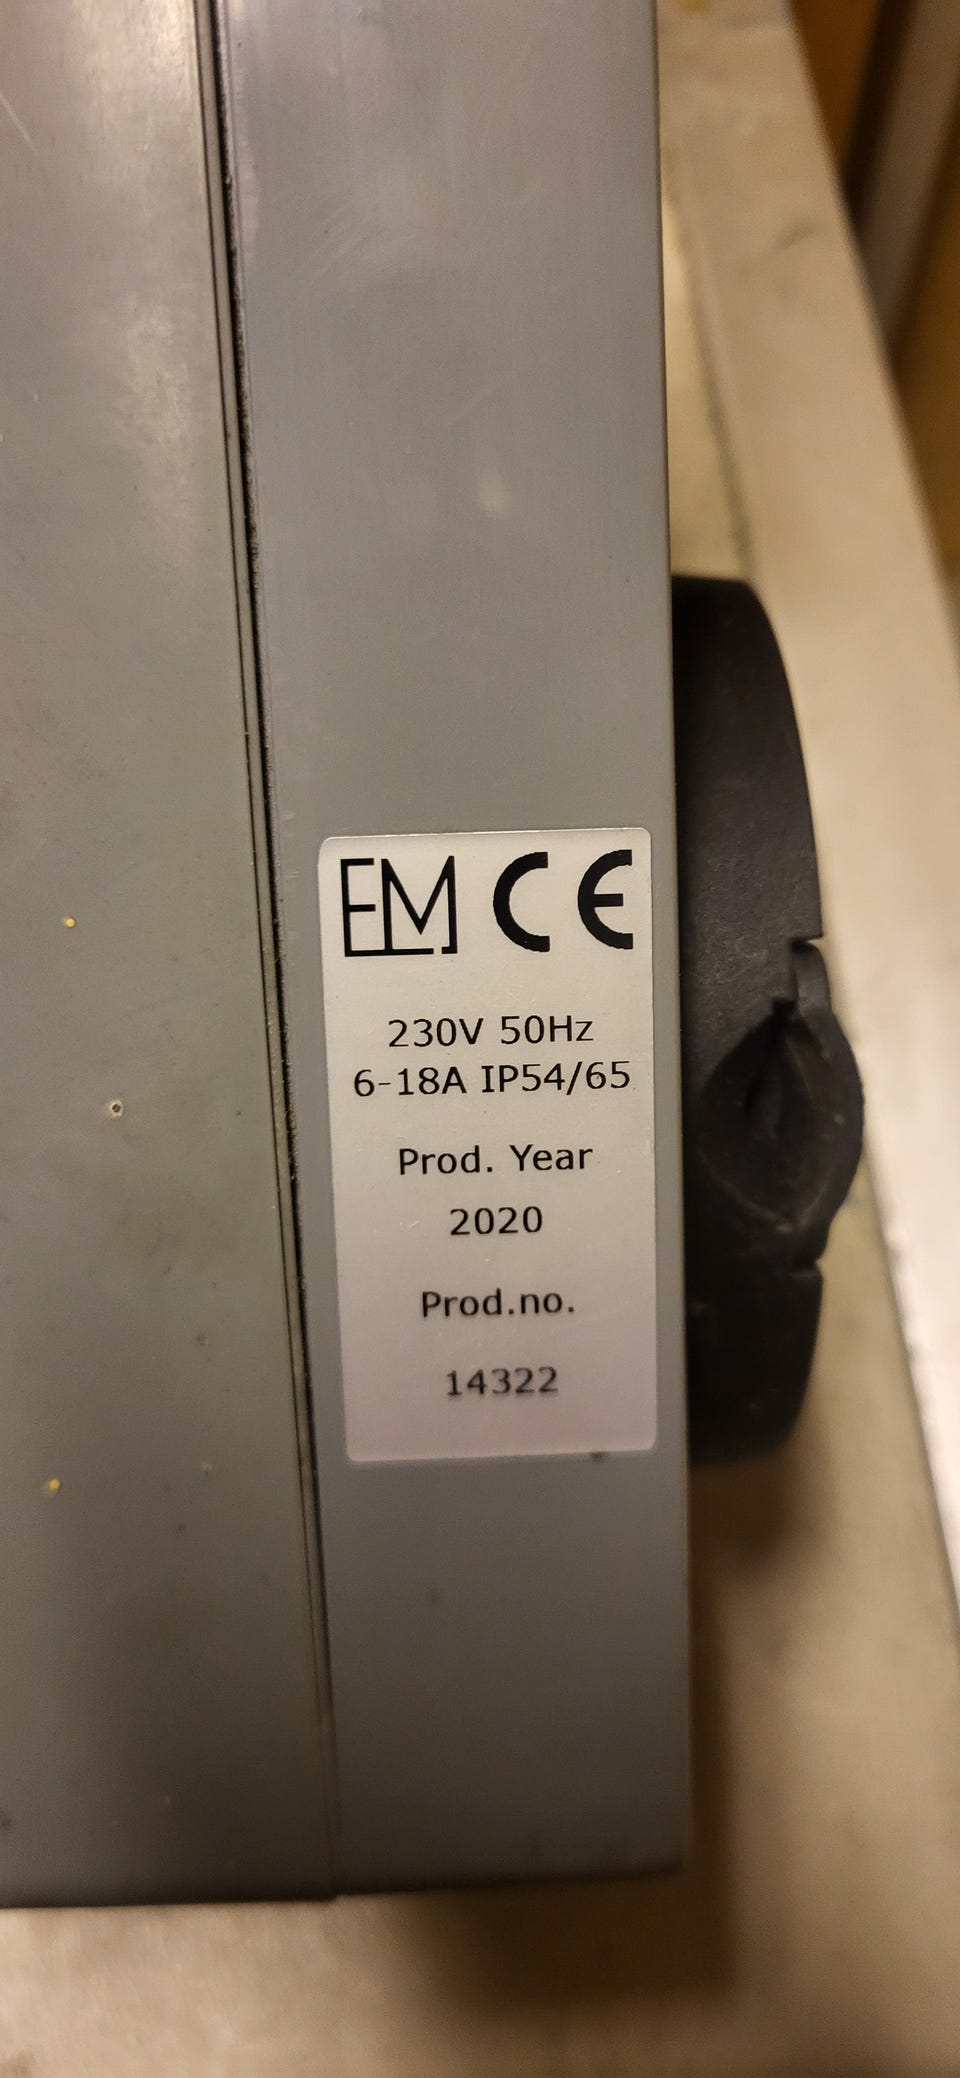 ELM CE
230V 50Hz
6-18A IP54/65
Prod. Year
2020
Prod.no.
14322